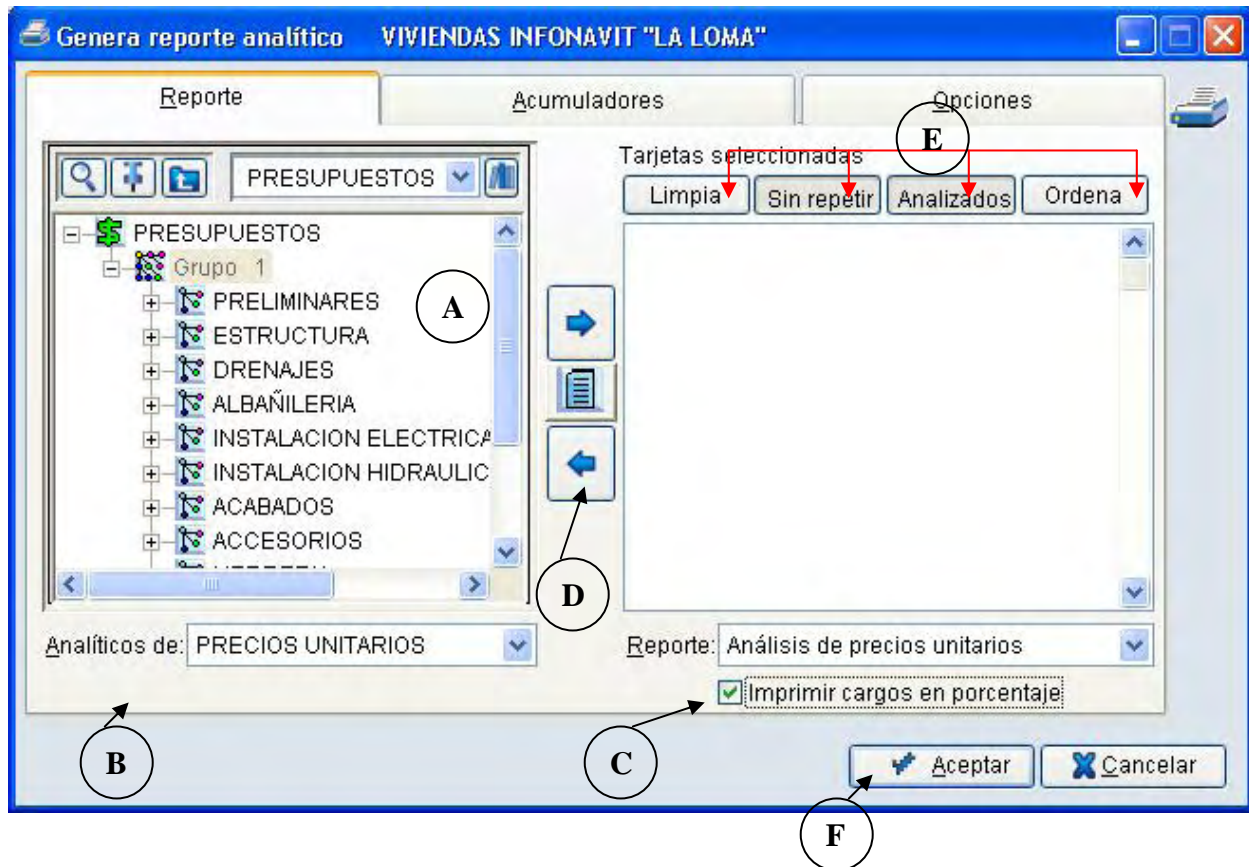 Genera reporte analítico VIVIENDAS INFONAVIT "LA LOMA"
Reporte Acumuladores Opciones
E
Tarjetas seleccionadas
PRESUPUESTOS
Limpia Sin repetir Analizados Ordena
PRESUPUESTOS
Grupo 1
A
PRELIMINARES
ESTRUCTURA
DRENAJES
ALBAÑILERIA
INSTALACION ELECTRICA
INSTALACION HIDRAULIC
ACABADOS
ACCESORIOS
D
Analíticos de: PRECIOS UNITARIOS
Reporte: Análisis de precios unitarios
Imprimir cargos en porcentaje
B
C
Aceptar Cancelar
F